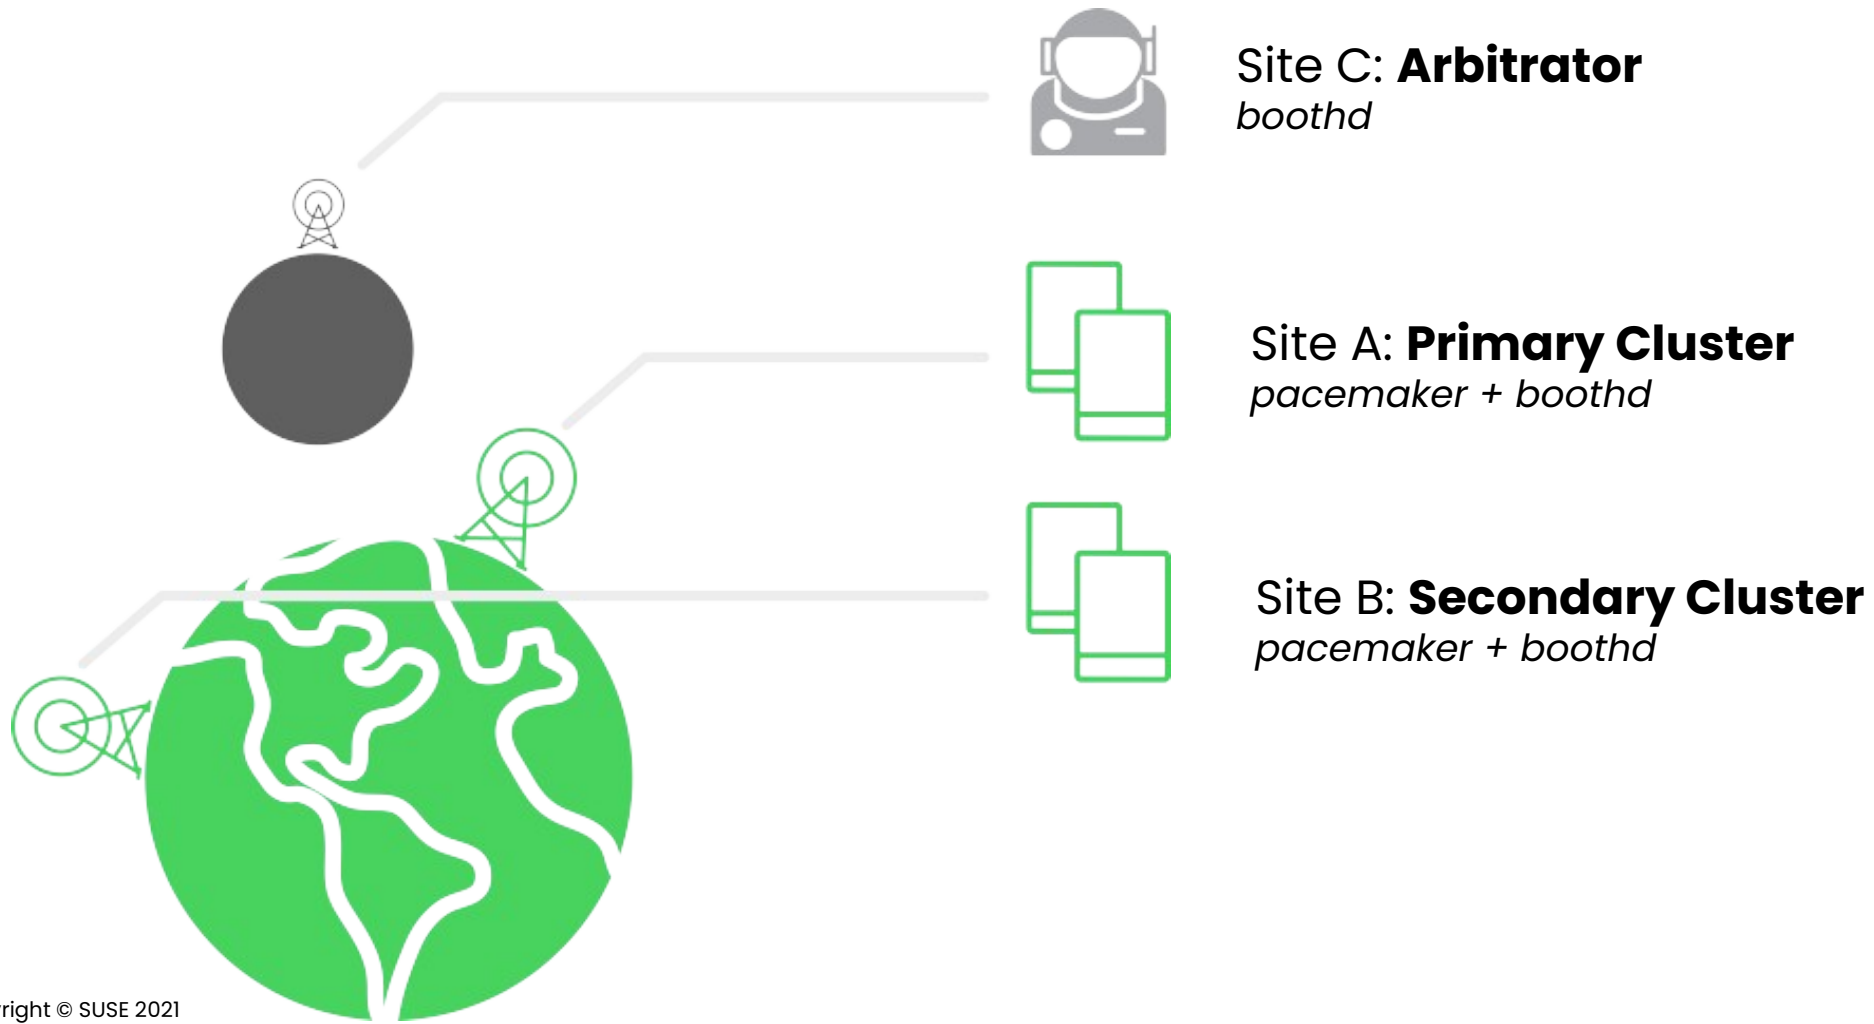 Site C: Arbitrator
boothd
Site A: Primary Cluster
pacemaker + boothd
Site B: Secondary Cluster
pacemaker + boothd
right © SUSE 2021